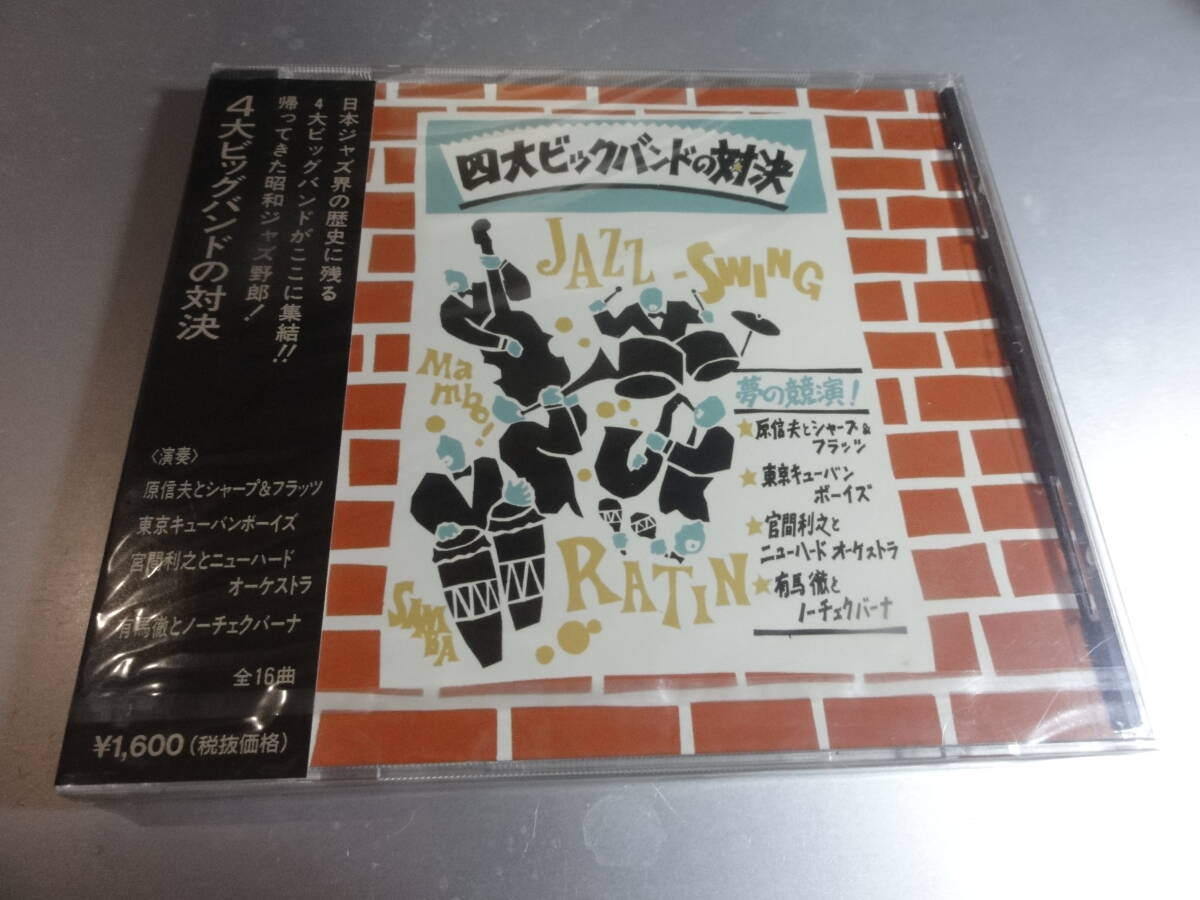 日本ジャズ界の歴史に残る
4大ビッグバンドがここに集結!!
帰ってきた昭和ジャズ野郎!
4大ビッグバンドの対決
〈演奏〉
原信夫とシャープ&フラッツ
東京キューバンボーイズ
宮間利之とニューハード
オーケストラ
有馬徹とノーチェクバーナ
全16曲
¥1,600(税抜価格)
四大ビックバンドの対決
JAZZ-SWING
Ma
mbo!
夢の競演!
原信夫とシャープ&
フラッツ
東京キューバン
ボーイズ
宮間利之と
ニューハード オーケストラ
有馬徹と
ノーチェクバーナ
RATIN
SAMBA